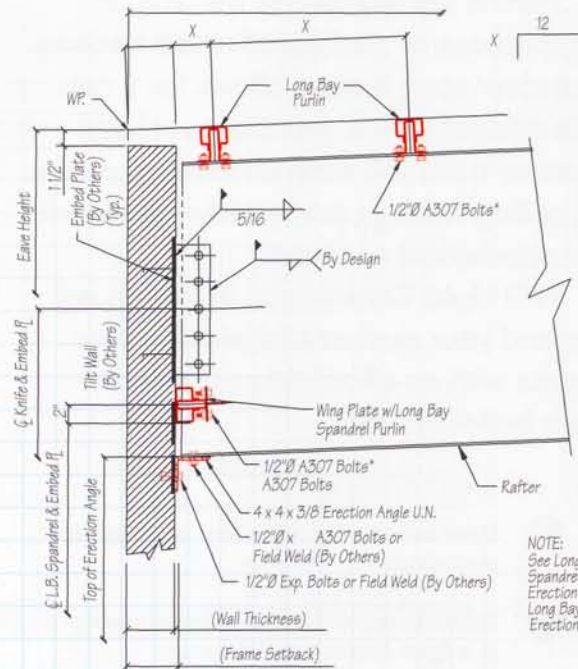 X
X
X
12
WP.
Long Bay
Purlin
1 1/2"
Eave Height
Embed Plate
(By Others)
(Typ.)
5/16
1/2"Ø A307 Bolts*
By Design
℄ Knife & Embed ℙL
Tilt Wall
(By Others)
2"
Wing Plate w/Long Bay
Spandrel Purlin
1/2"Ø A307 Bolts*
A307 Bolts
Rafter
4 x 4 x 3/8 Erection Angle U.N.
1/2"Ø x A307 Bolts or
Field Weld (By Others)
1/2"Ø Exp. Bolts or Field Weld (By Others)
℄ L.B. Spandrel & Embed ℙL
Top of Erection Angle
NOTE:
See Long
Spandrel
Erection
Long Bay
Erection
(Wall Thickness)
(Frame Setback)